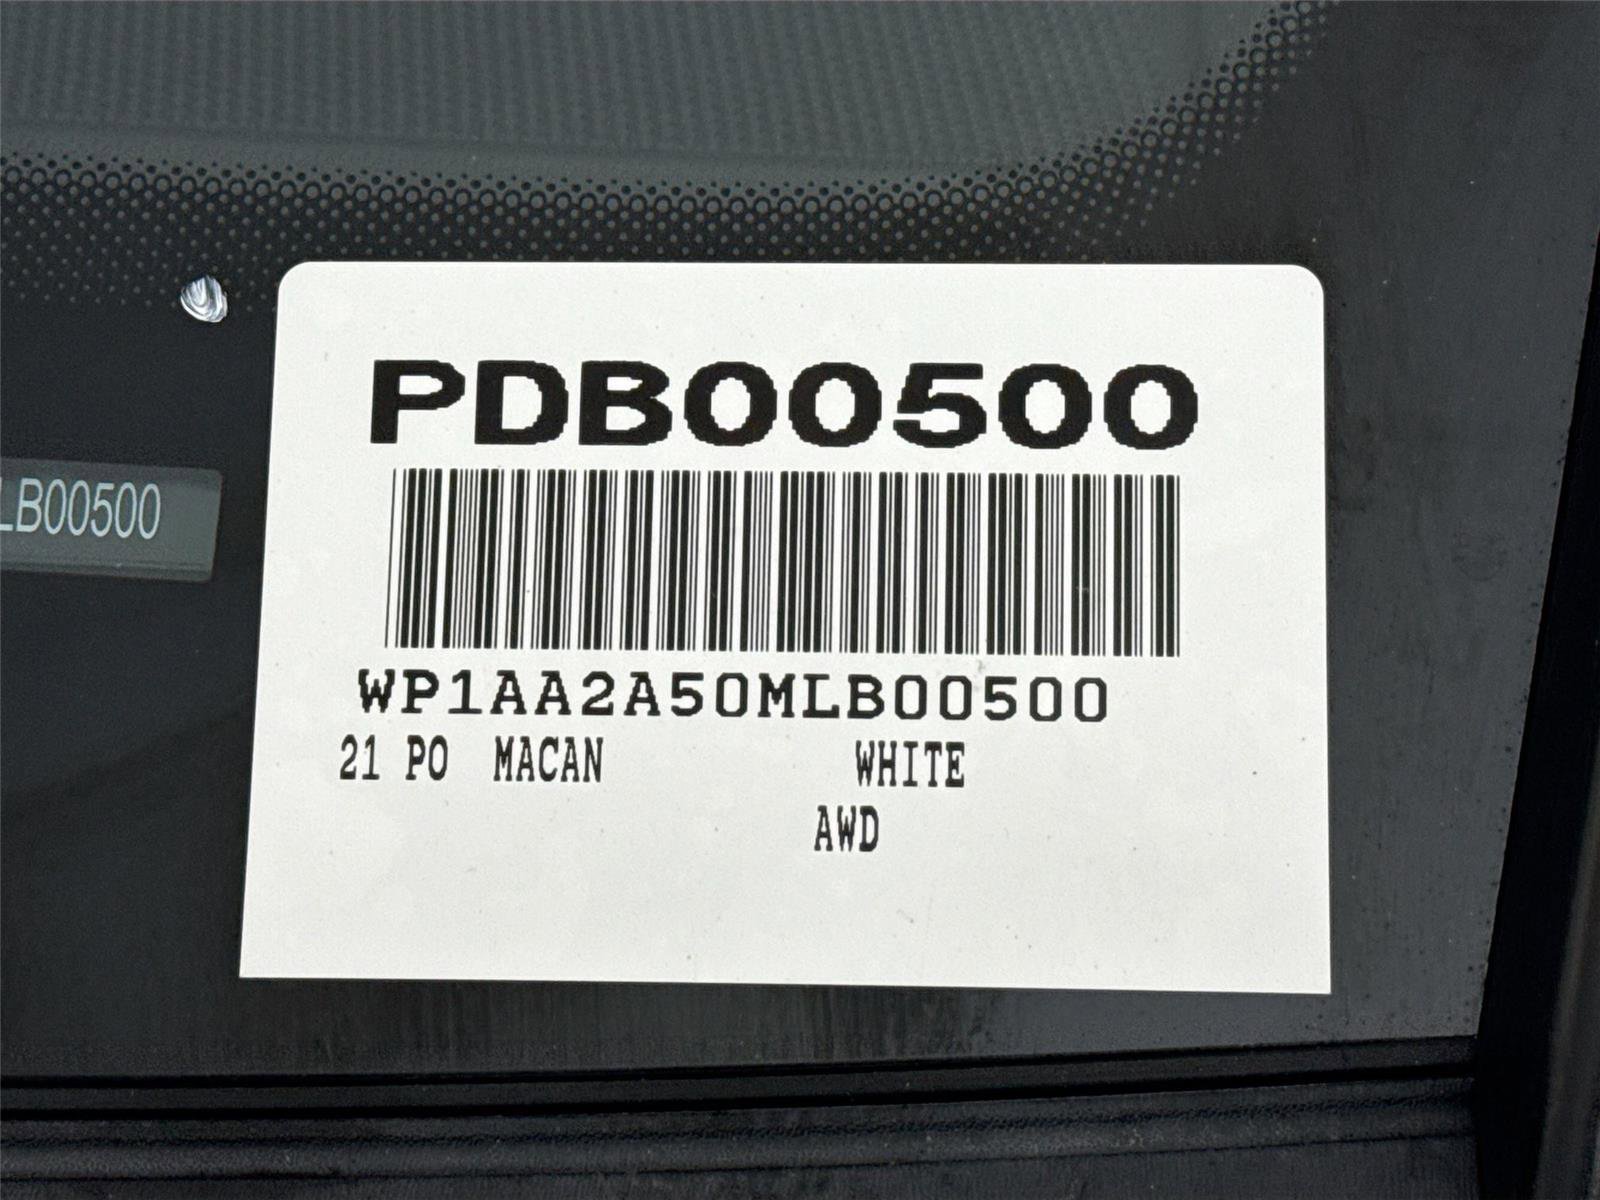 PDB00500
LB00500
WP1AA2A50MLB00500
21 PO MACAN WHITE
AWD